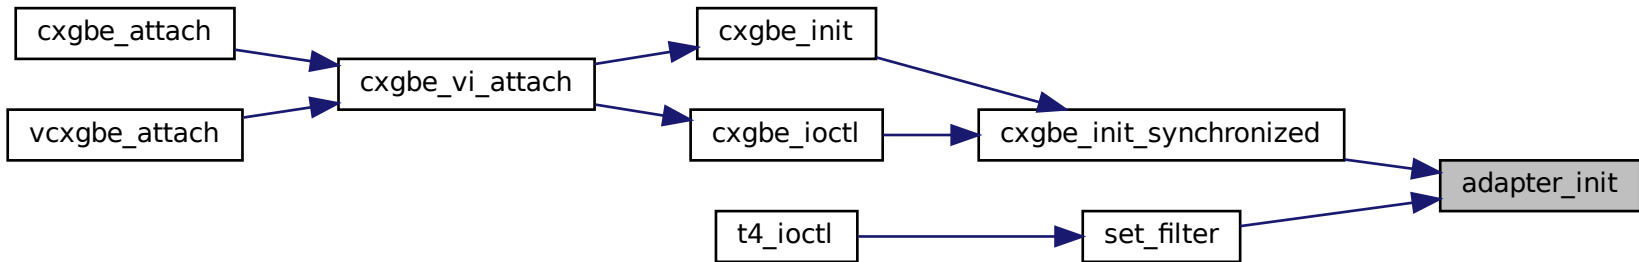 cxgbe_attach
vcxgbe_attach
cxgbe_vi_attach
cxgbe_init
cxgbe_ioctl
t4_ioctl
cxgbe_init_synchronized
set_filter
adapter_init